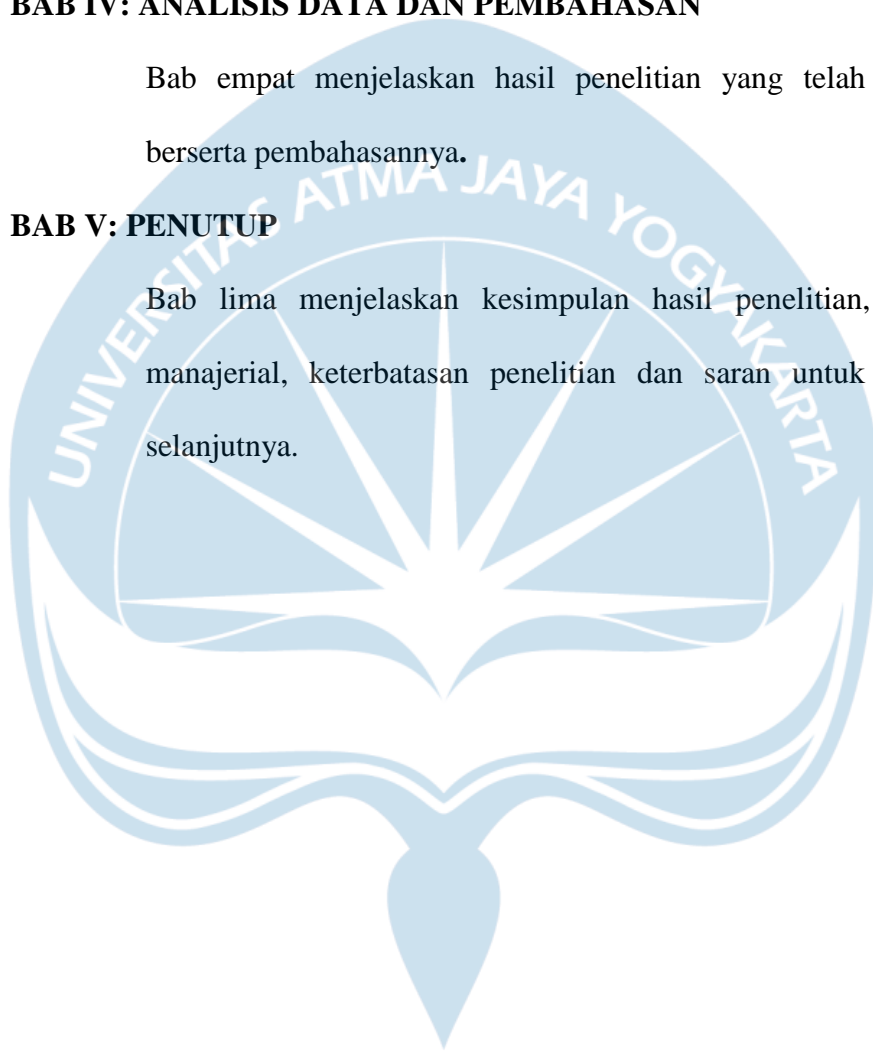 BAB IV: ANALISIS DATA DAN PEMBAHASAN
Bab empat menjelaskan hasil penelitian yang telah
berserta pembahasannya.
BAB V: PENUTUP
Bab lima menjelaskan kesimpulan hasil penelitian,
manajerial, keterbatasan penelitian dan saran untuk
selanjutnya.
UNIVERSITAS ATMA JAYA YOGYAKARTA